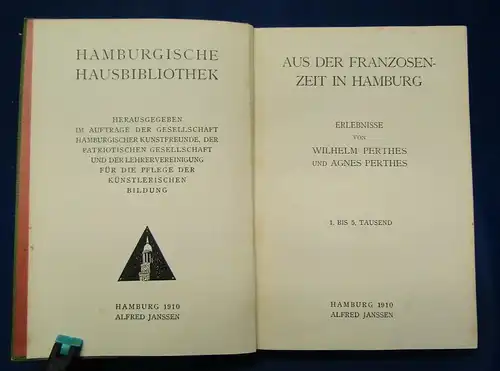 HAMBURGISCHE
HAUSBIBLIOTHEK
HERAUSGEGEBEN
IM AUFTRAGE DER GESELLSCHAFT
HAMBURGISCHER KUNSTFREUNDE, DER
PATRIOTISCHEN GESELLSCHAFT
UND DER LEHRERVEREINIGUNG
FÜR DIE PFLEGE DER
KÜNSTLERISCHEN
BILDUNG
HAMBURG 1910
ALFRED JANSSEN
AUS DER FRANZOSEN-
ZEIT IN HAMBURG
ERLEBNISSE
VON
WILHELM PERTHES
UND AGNES PERTHES
1. BIS 5. TAUSEND
HAMBURG 1910
ALFRED JANSSEN